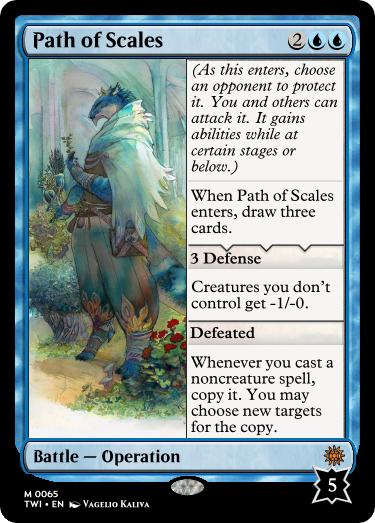 Path of Scales 2
(As this enters, choose
an opponent to protect
it. You and others can
attack it. It gains
abilities while at
certain stages or
below.)
When Path of Scales
enters, draw three
cards.
3 Defense
Creatures you don't
control get -1/-0.
Defeated
Whenever you cast a
noncreature spell,
copy it. You may
choose new targets
for the copy.
Battle — Operation
5
M 0065
TWI • EN Vagelio Kaliva